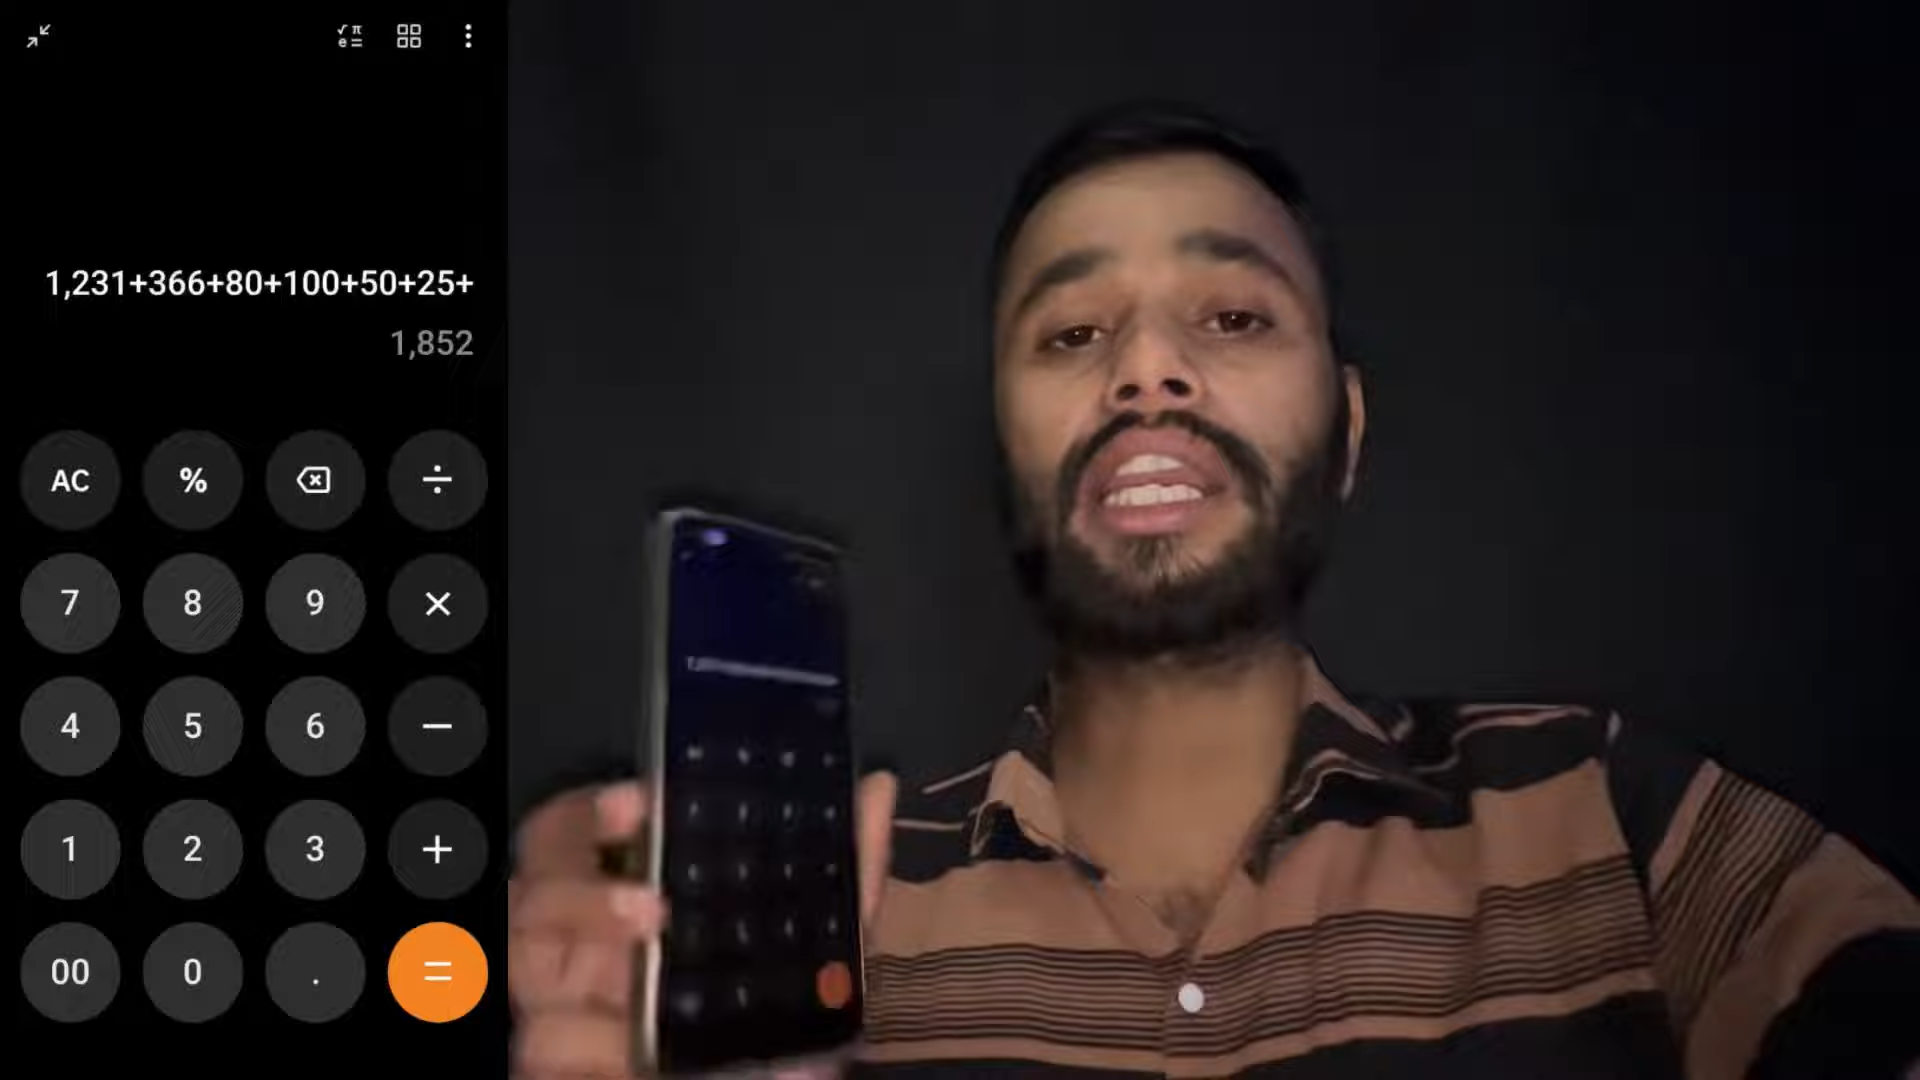 √ π
e =
1,231+366+80+100+50+25+
1,852
AC % ÷
7 8 9 ×
4 5 6 −
1 2 3 +
00 0 . =